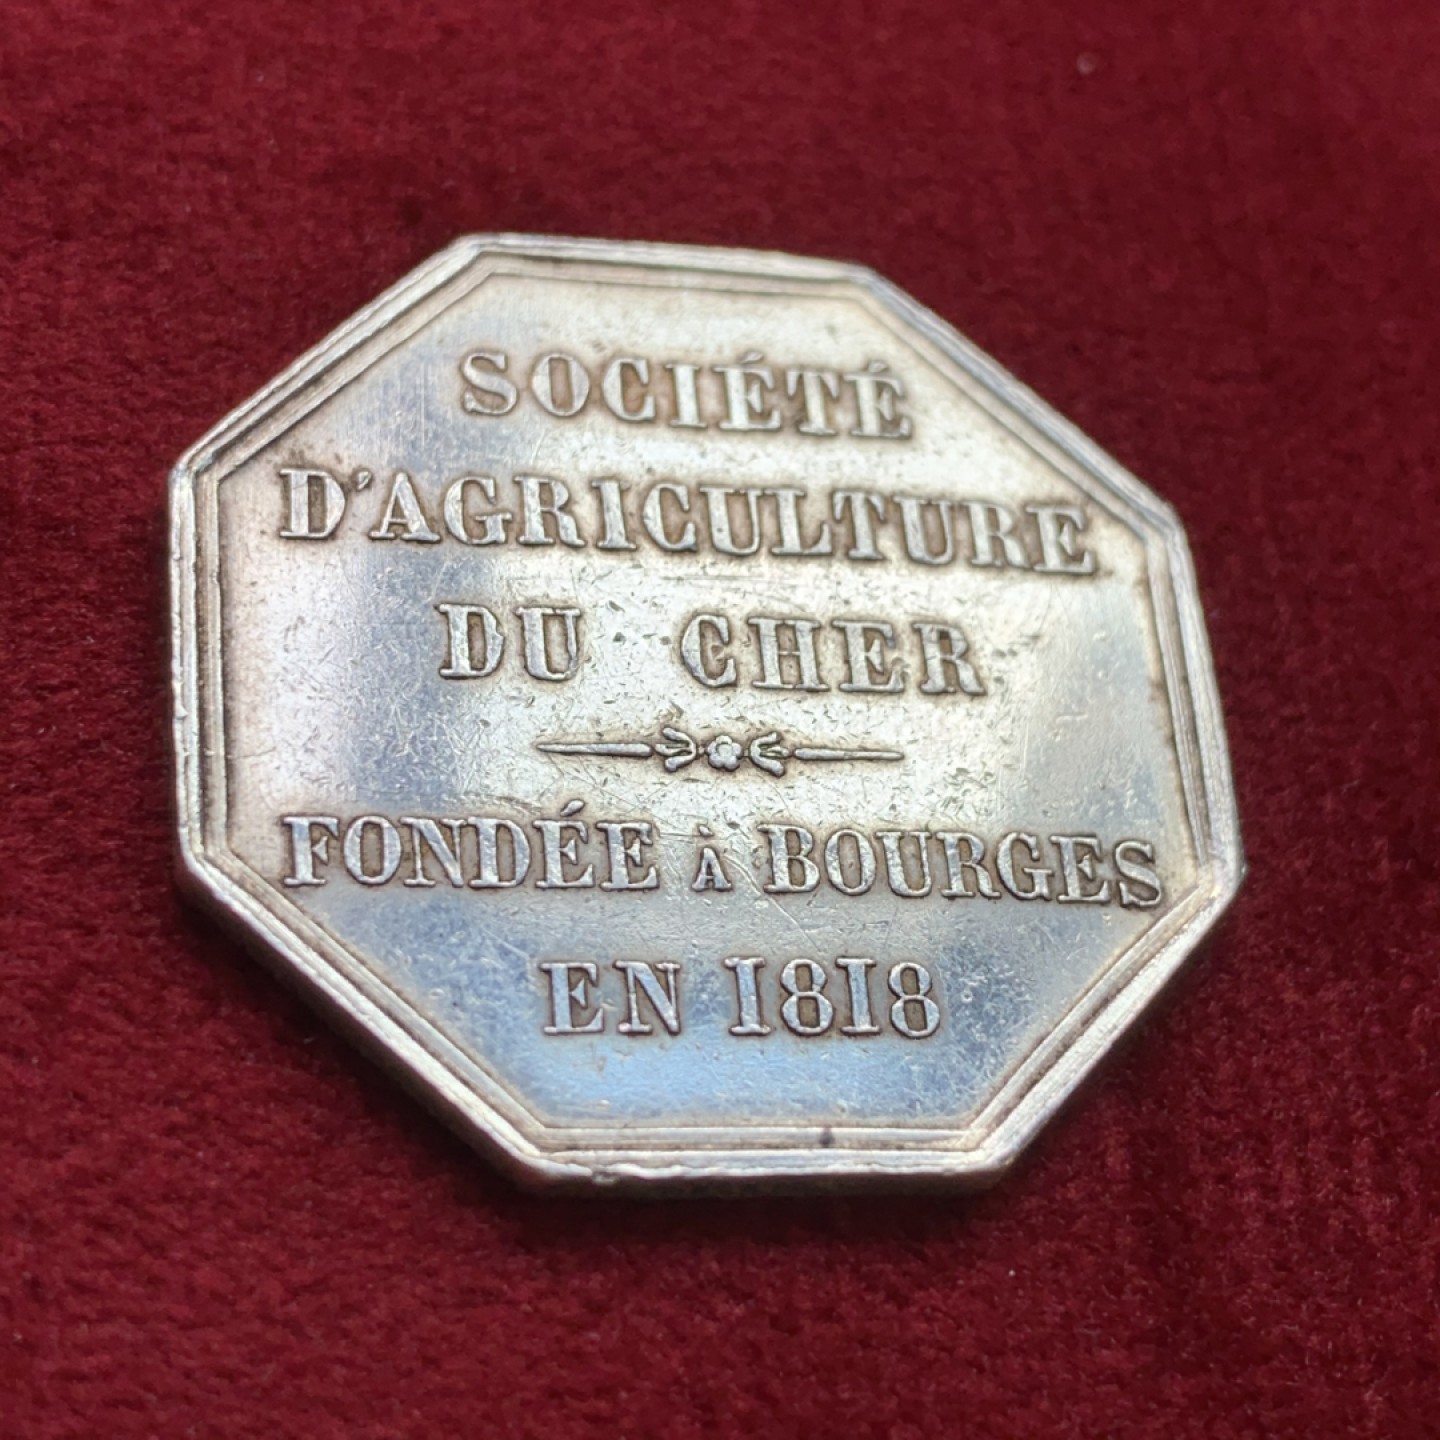 SOCIÉTÉ
D'AGRICULTURE
DU CHER
FONDÉE À BOURGES
EN 1818